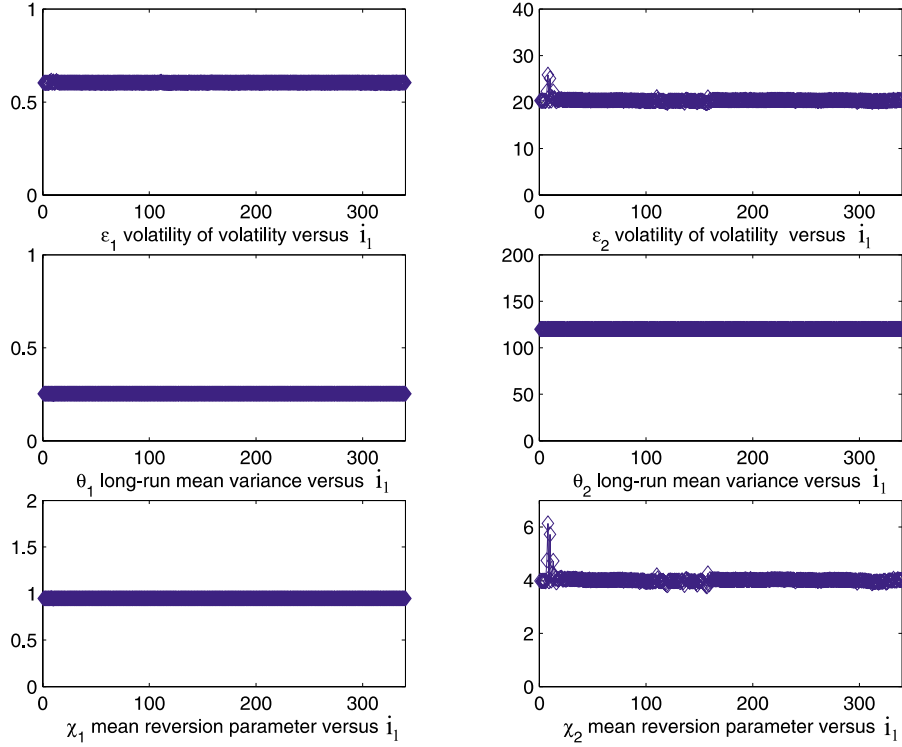 1
0.5
0
0 100 200 300
ε₁ volatility of volatility versus i₁
40
30
20
10
0
0 100 200 300
ε₂ volatility of volatility versus i₁
1
0.5
0
0 100 200 300
θ₁ long-run mean variance versus i₁
200
150
100
50
0
0 100 200 300
θ₂ long-run mean variance versus i₁
2
1.5
1
0.5
0
0 100 200 300
χ₁ mean reversion parameter versus i₁
6
4
2
0
0 100 200 300
χ₂ mean reversion parameter versus i₁